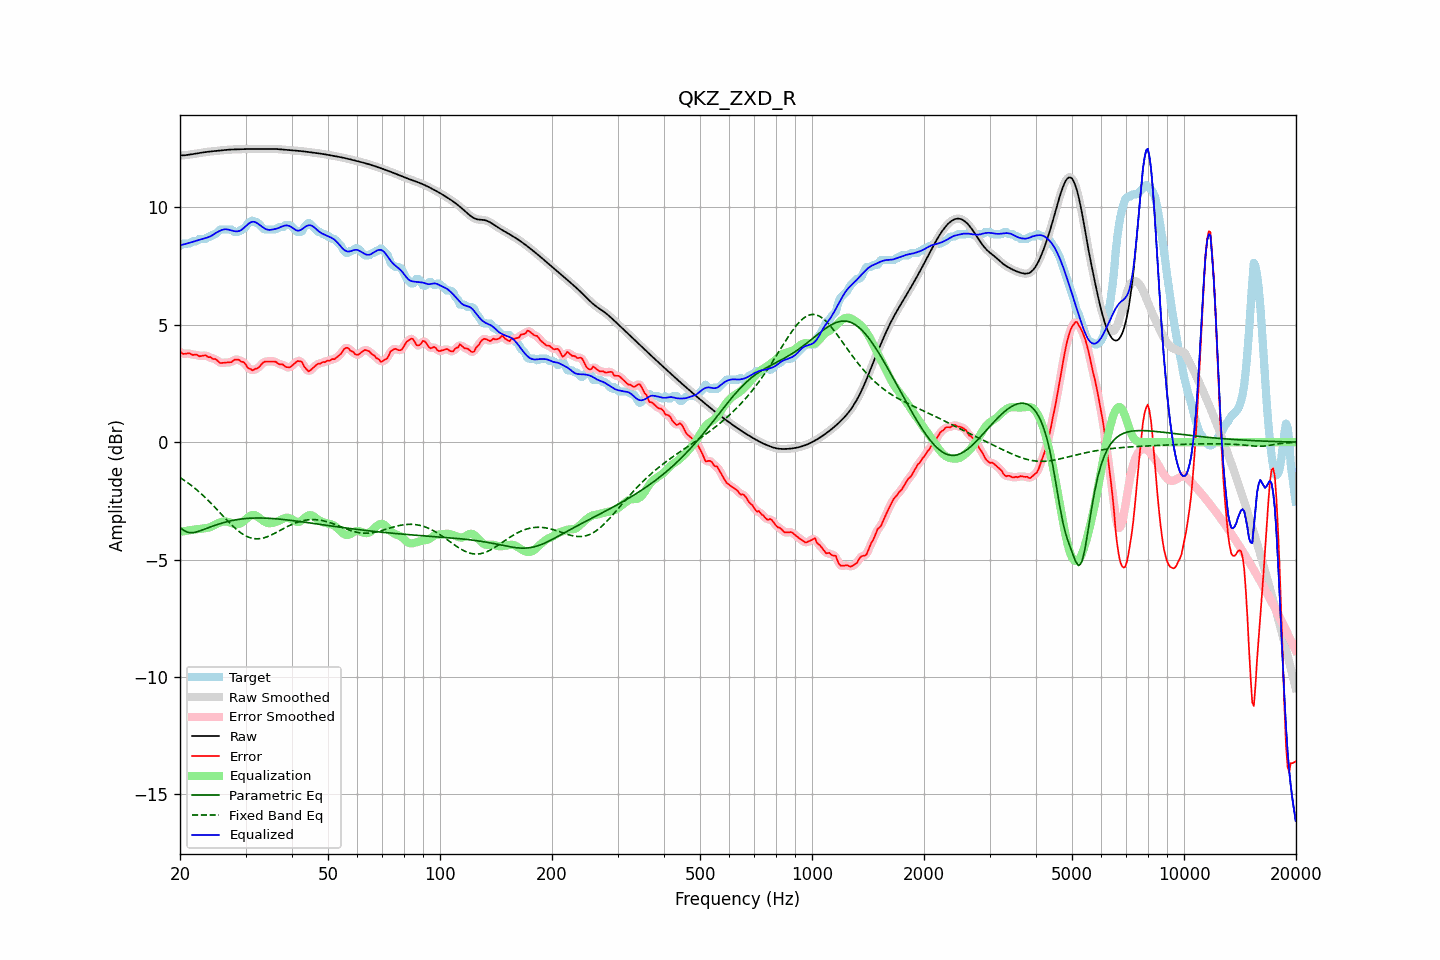 QKZ_ZXD_R
Amplitude (dBr)
10
5
0
−5
−10
−15
Target
Raw Smoothed
Error Smoothed
Raw
Error
Equalization
Parametric Eq
Fixed Band Eq
Equalized
20 50 100 200 500 1000 2000 5000 10000 20000
Frequency (Hz)